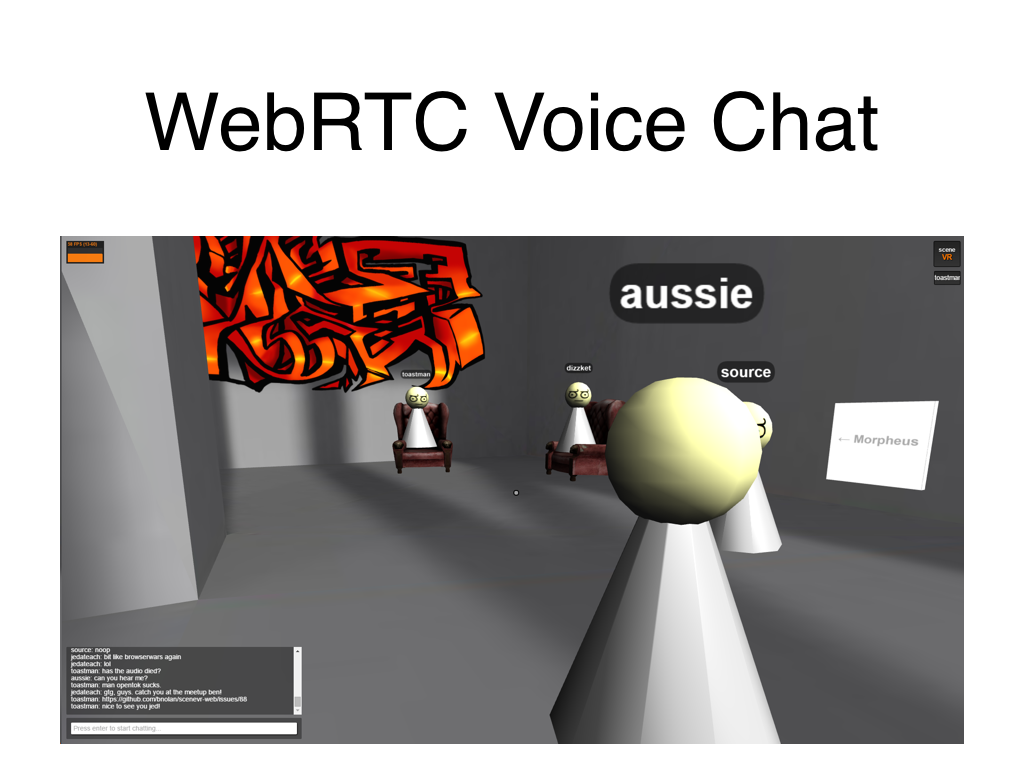 WebRTC Voice Chat
scene
VR
toastman
aussie
dizzket
source
toastman
← Morpheus
source: noop
jedateach: bit like browserwars again
jedateach: lol
toastman: has the audio died?
aussie: can you hear me?
toastman: man opentok sucks.
jedateach: gtg, guys. catch you at the meetup ben!
toastman: https://github.com/bnolan/scenevr-web/issues/88
toastman: nice to see you jed!
Press enter to start chatting...